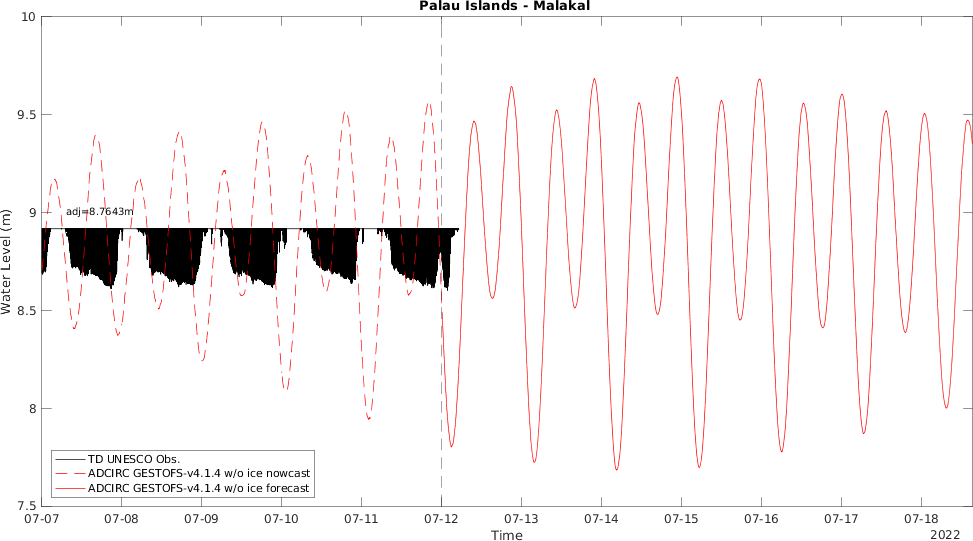 Palau Islands - Malakal
Water Level (m)
10
9.5
9
8.5
8
7.5
adj=8.7643m
TD UNESCO Obs.
ADCIRC GESTOFS-v4.1.4 w/o ice nowcast
ADCIRC GESTOFS-v4.1.4 w/o ice forecast
07-07 07-08 07-09 07-10 07-11 07-12 07-13 07-14 07-15 07-16 07-17 07-18
Time
2022